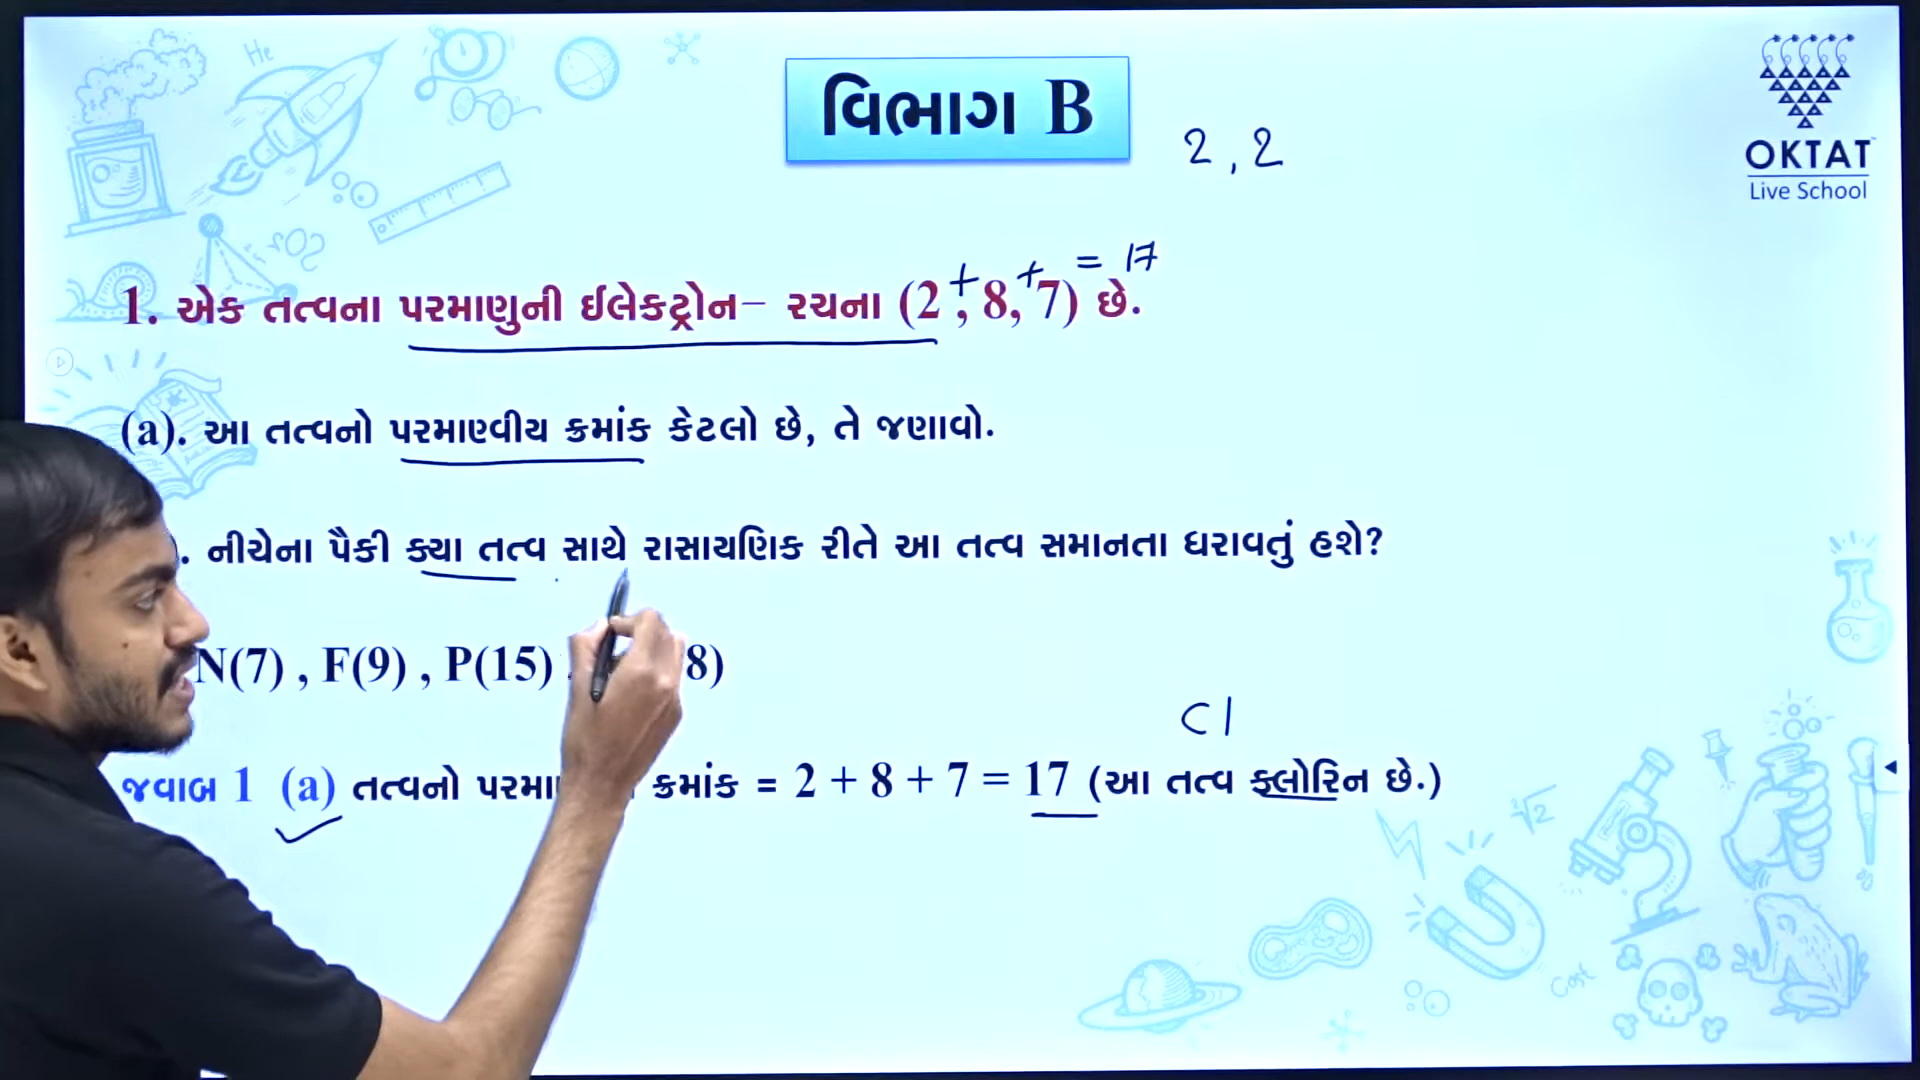 He
વિભાગ B
2 , 2
OKTAT
Live School
= 17
+ +
1. એક તત્વના પરમાણુની ઈલેક્ટ્રોન– રચના (2 , 8, 7) છે.
(a). આ તત્વનો પરમાણ્વીય ક્રમાંક કેટલો છે, તે જણાવો.
. નીચેના પૈકી ક્યા તત્વ સાથે રાસાયણિક રીતે આ તત્વ સમાનતા ધરાવતું હશે?
N(7) , F(9) , P(15) 8)
Cl
જવાબ 1 (a) તત્વનો ક્રમાંક = 2 + 8 + 7 = 17 (આ તત્વ ક્લોરિન છે.)
Cost